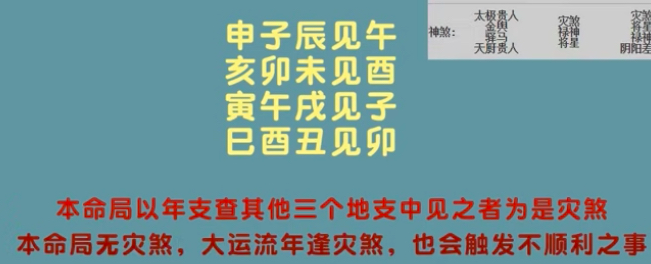 申子辰见午
亥卯未见酉
寅午戌见子
巳酉丑见卯
神煞:
太极贵人
金舆
驿马
天厨贵人
灾煞
禄神
将星
灾煞
将星
禄神
阴阳差
本命局以年支查其他三个地支中见之者为是灾煞
本命局无灾煞，大运流年逢灾煞，也会触发不顺利之事